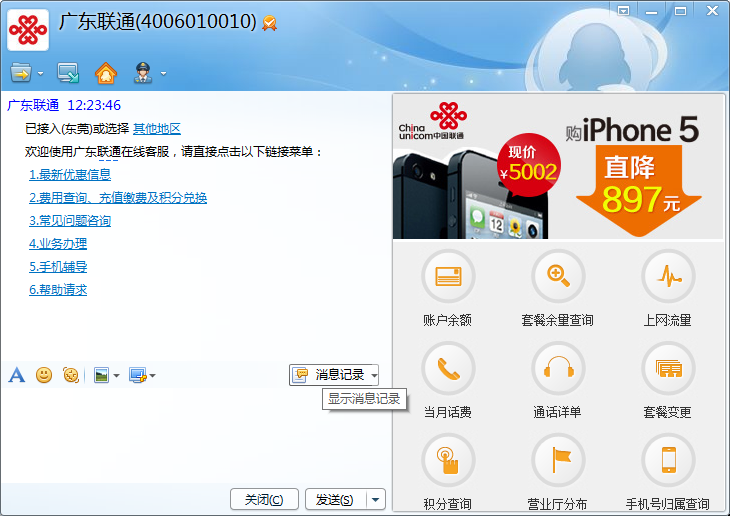 广东联通(4006010010)
广东联通 12:23:46
已接入(东莞)或选择 其他地区
欢迎使用广东联通在线客服，请直接点击以下链接菜单：
1.最新优惠信息
2.费用查询、充值缴费及积分兑换
3.常见问题咨询
4.业务办理
5.手机辅导
6.帮助请求
消息记录
显示消息记录
关闭(C)
发送(S)
China
unicom中国联通
现价
¥5002
购iPhone 5
直降
897元
12
账户余额
套餐余量查询
上网流量
当月话费
通话详单
套餐变更
积分查询
营业厅分布
手机号归属查询